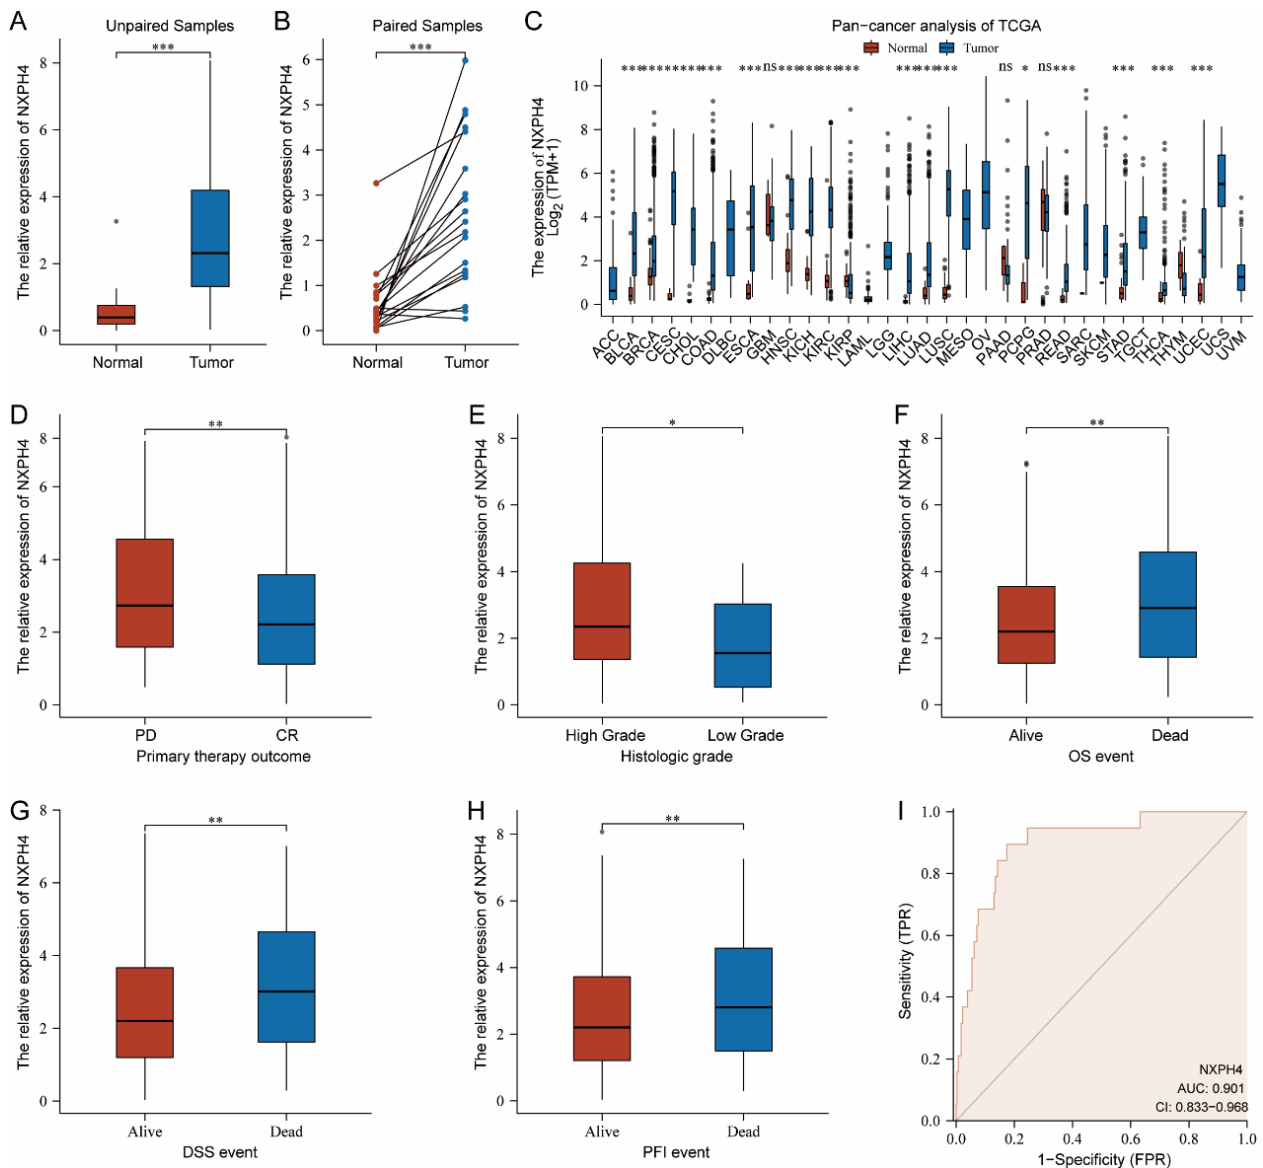 A
Unpaired Samples
***
The relative expression of NXPH4
8
6
4
2
0
Normal
Tumor
B
Paired Samples
***
The relative expression of NXPH4
6
5
4
3
2
1
0
Normal
Tumor
C
Pan−cancer analysis of TCGA
Normal
Tumor
*** *** *** *** *** *** ns *** *** *** *** *** *** *** ns * ns *** *** *** ***
The expression of NXPH4
Log2 (TPM+1)
10
8
6
4
2
0
ACC
BLCA
BRCA
CESC
CHOL
COAD
DLBC
ESCA
GBM
HNSC
KICH
KIRC
KIRP
LAML
LGG
LIHC
LUAD
LUSC
MESO
OV
PAAD
PCPG
PRAD
READ
SARC
SKCM
STAD
TGCT
THCA
THYM
UCEC
UCS
UVM
D
**
The relative expression of NXPH4
8
6
4
2
0
PD
CR
Primary therapy outcome
E
*
The relative expression of NXPH4
8
6
4
2
0
High Grade
Low Grade
Histologic grade
F
**
The relative expression of NXPH4
8
6
4
2
0
Alive
Dead
OS event
G
**
The relative expression of NXPH4
8
6
4
2
0
Alive
Dead
DSS event
H
**
The relative expression of NXPH4
8
6
4
2
0
Alive
Dead
PFI event
I
Sensitivity (TPR)
1.0
0.8
0.6
0.4
0.2
0.0
NXPH4
AUC: 0.901
CI: 0.833−0.968
0.0
0.2
0.4
0.6
0.8
1.0
1−Specificity (FPR)